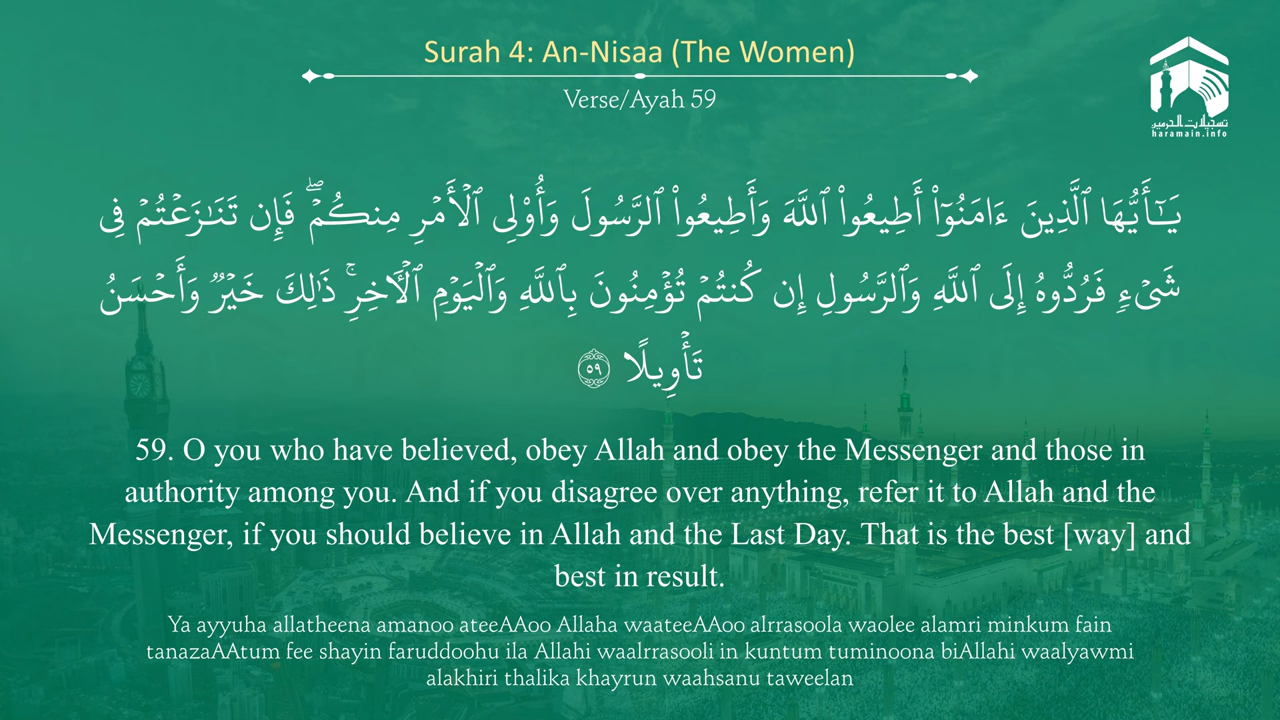 Surah 4: An-Nisaa (The Women)
Verse/Ayah 59
تسجيلات الحرمين
haramain.info
يَـٰٓأَيُّهَا ٱلَّذِينَ ءَامَنُوٓا۟ أَطِيعُوا۟ ٱللَّهَ وَأَطِيعُوا۟ ٱلرَّسُولَ وَأُو۟لِى ٱلْأَمْرِ مِنكُمْ ۖ فَإِن تَنَـٰزَعْتُمْ فِى
شَىْءٍ فَرُدُّوهُ إِلَى ٱللَّهِ وَٱلرَّسُولِ إِن كُنتُمْ تُؤْمِنُونَ بِٱللَّهِ وَٱلْيَوْمِ ٱلْـَٔاخِرِ ۚ ذَٰلِكَ خَيْرٌ وَأَحْسَنُ
تَأْوِيلًا ٥٩
59. O you who have believed, obey Allah and obey the Messenger and those in
authority among you. And if you disagree over anything, refer it to Allah and the
Messenger, if you should believe in Allah and the Last Day. That is the best [way] and
best in result.
Ya ayyuha allatheena amanoo ateeAAoo Allaha waateeAAoo alrrasoola waolee alamri minkum fain
tanazaAAtum fee shayin faruddoohu ila Allahi waalrrasooli in kuntum tuminoona biAllahi waalyawmi
alakhiri thalika khayrun waahsanu taweelan